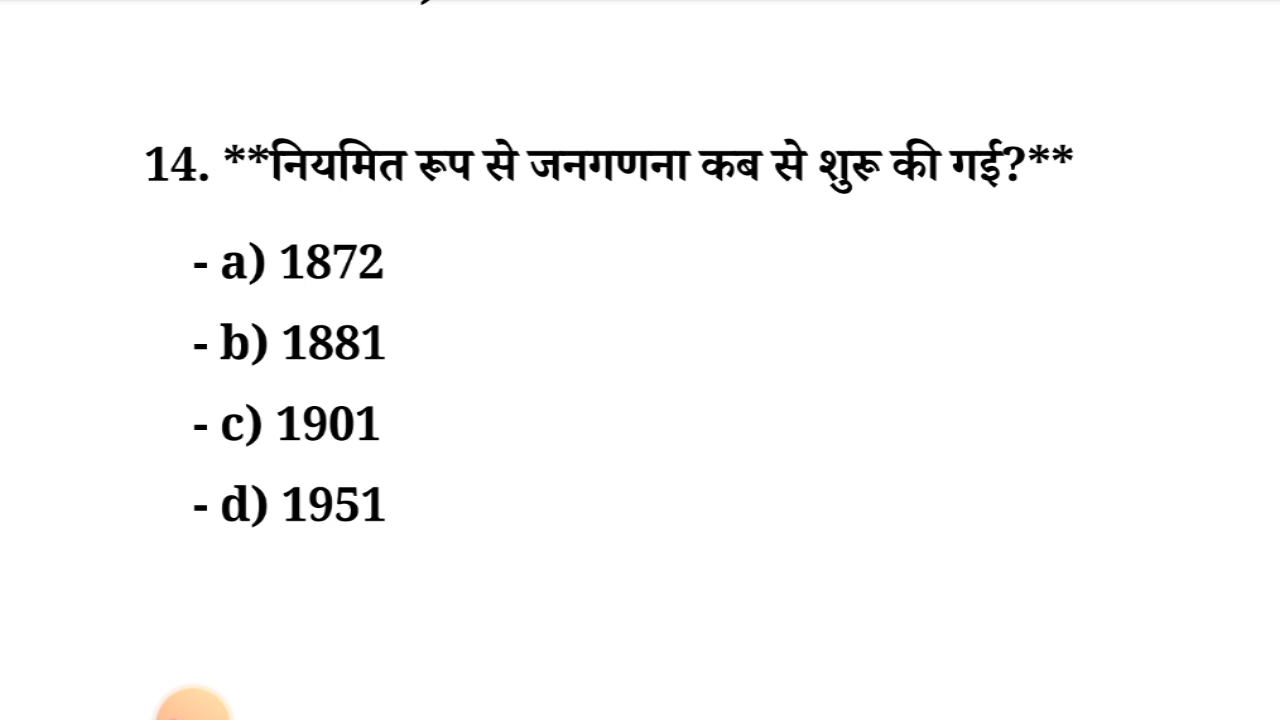 14. **नियमित रूप से जनगणना कब से शुरू की गई?**
- a) 1872
- b) 1881
- c) 1901
- d) 1951